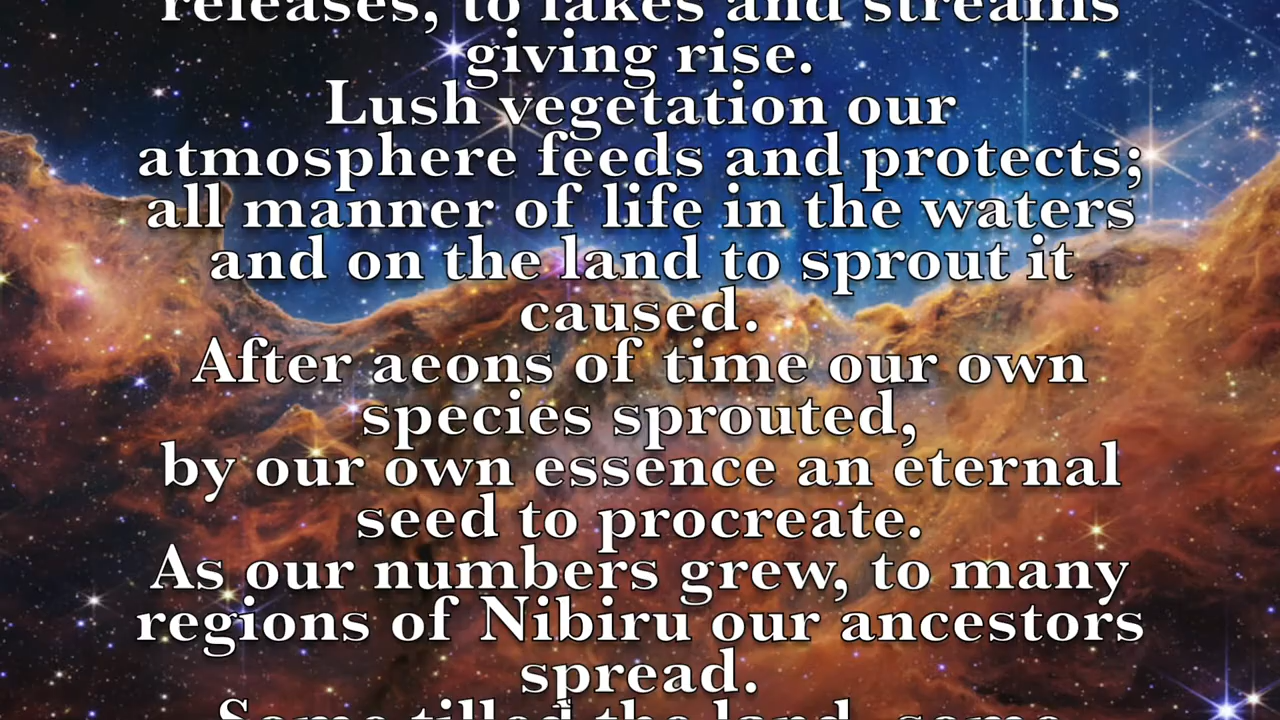 releases, to lakes and streams
giving rise.
Lush vegetation our
atmosphere feeds and protects;
all manner of life in the waters
and on the land to sprout it
caused.
After aeons of time our own
species sprouted,
by our own essence an eternal
seed to procreate.
As our numbers grew, to many
regions of Nibiru our ancestors
spread.
Some tilled the land, some